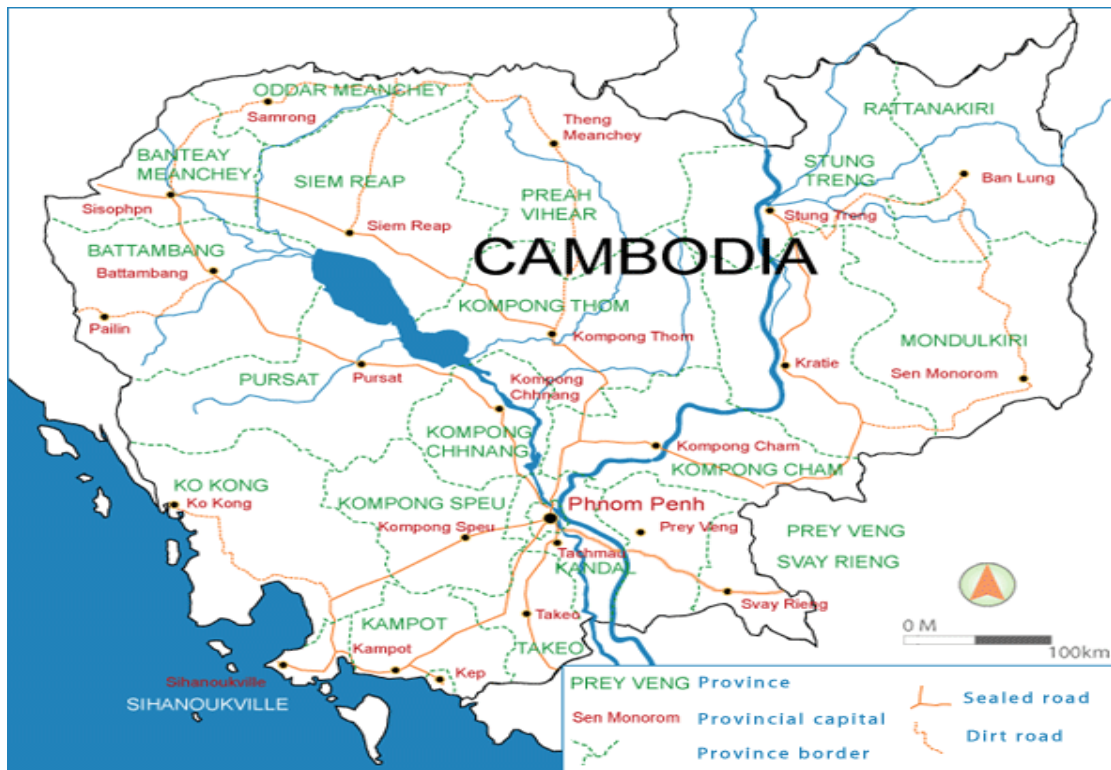 ODDAR MEANCHEY
Samrong
Theng
Meanchey
RATTANAKIRI
BANTEAY
MEANCHEY
SIEM REAP
STUNG
TRENG
Ban Lung
PREAH
VIHEAR
Sisophpn
Siem Reap
Stung Treng
BATTAMBANG
Battambang
CAMBODIA
KOMPONG THOM
Pailin
Kompong Thom
MONDULKIRI
PURSAT
Pursat
Kratie
Sen Monorom
Kompong
Chhnang
KOMPONG
CHHNANG
Kompong Cham
KOMPONG CHAM
KO KONG
Ko Kong
KOMPONG SPEU
Phnom Penh
Kompong Speu
Prey Veng
PREY VENG
Tachmau
KANDAL
SVAY RIENG
Svay Rieng
Takeo
KAMPOT
Kampot
TAKEO
Kep
Sihanoukville
SIHANOUKVILLE
0 M
100km
PREY VENG Province
Sen Monorom Provincial capital
Province border
Sealed road
Dirt road